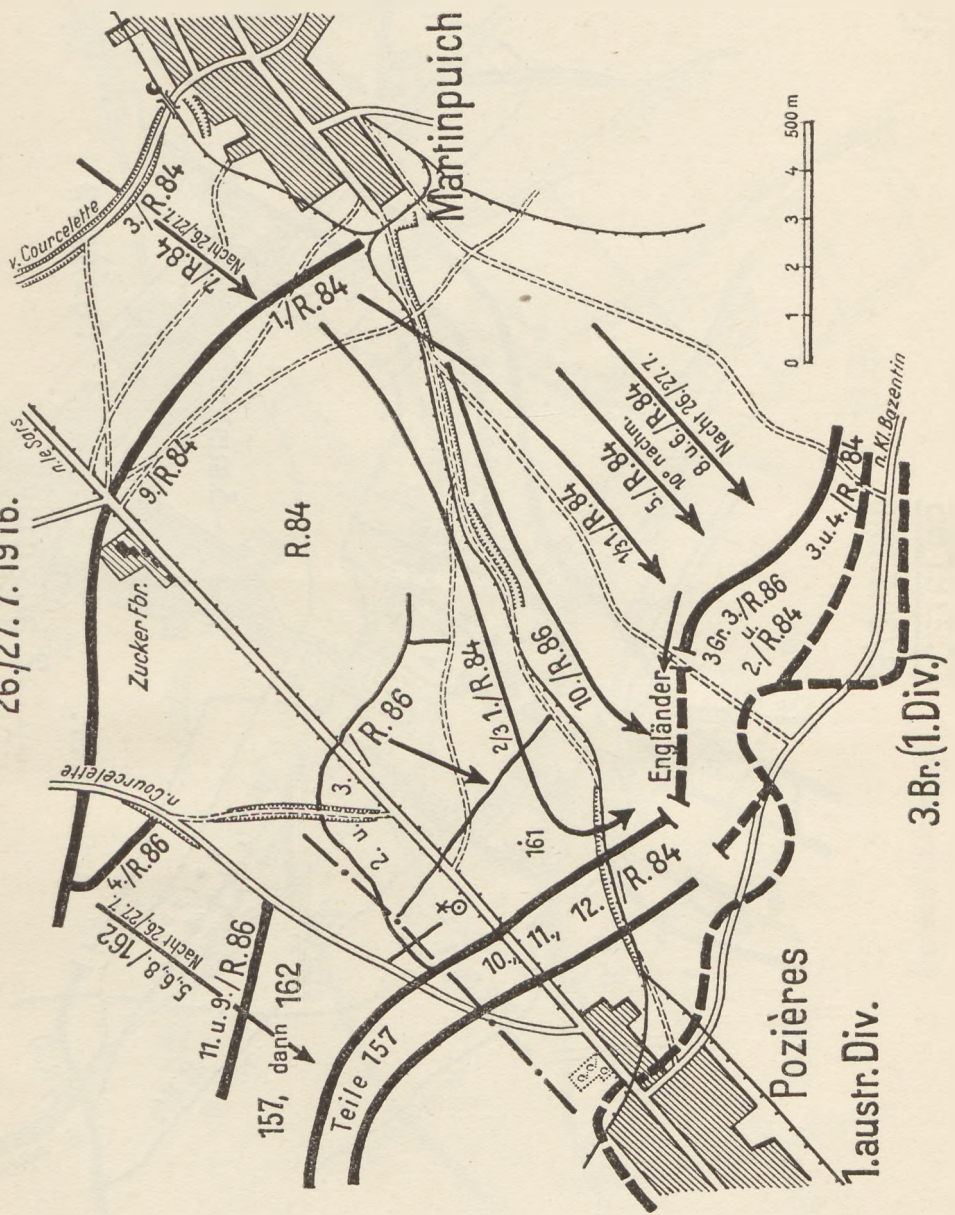 26./27.7.1916.
v. Courcelette
3./R.84
Nacht 26./27.7.
7./R.84
Martinpuich
n. le Sars
1./R.84
9./R.84
Zucker Fbr.
R.84
n. Courcelette
4./R.86
Nacht 26./27.7.
5., 6., 8./162
11. u. 9./R.86
157, dann 162
Teile 157
2. u. 3.
R. 86
2/3 1./R.84
10./R.86
1/3 1./R.84
5./R.84
10° nachm.
8. u. 6./R.84
Nacht 26./27.7.
0 1 2 3 4 500 m
161
10., 11., 12./R.84
Engländer
3 Gr. 3./R.86
u.
2./R.84
3. u. 4./R.84
n. Kl. Bazentin
Pozières
1. austr. Div.
3. Br. (1. Div.)